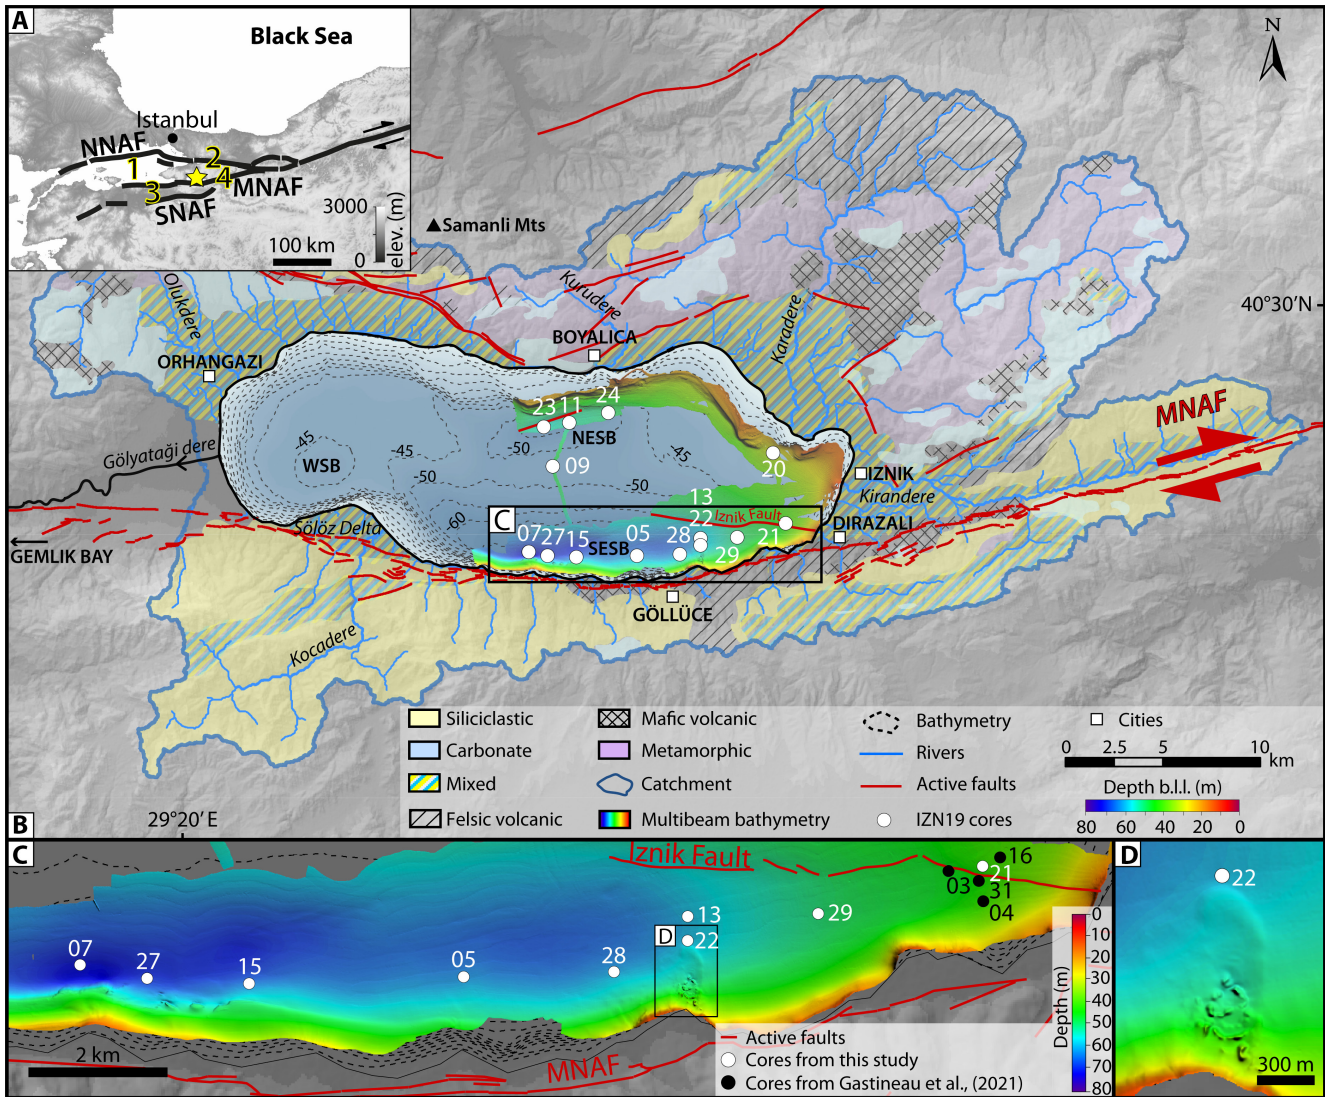 A
Black Sea
Istanbul
NNAF
1
2
3
4
MNAF
SNAF
3000
0
elev. (m)
100 km
N
Samanli Mts
40°30'N
Olukdere
Kurudere
Karadere
BOYALICA
ORHANGAZI
MNAF
23
11
24
NESB
-45
-45
-50
-45
WSB
09
-50
-50
20
IZNIK
Kirandere
Gölyataği dere
-60
13
22
Iznik Fault
C
07
27
15
SESB
05
28
29
21
DIRAZALI
Sölöz Delta
GEMLIK BAY
GÖLLÜCE
Kocadere
Siliciclastic
Mafic volcanic
Bathymetry
Cities
Carbonate
Metamorphic
Rivers
0
5
10
km
Mixed
Catchment
Active faults
Depth b.l.l. (m)
Felsic volcanic
Multibeam bathymetry
IZN19 cores
80
60
40
20
0
B
29°20' E
C
Iznik Fault
16
21
03
31
04
13
29
D
22
07
27
15
05
28
2 km
MNAF
Depth (m)
0
10
20
30
40
50
60
70
80
Active faults
Cores from this study
Cores from Gastineau et al., (2021)
D
22
300 m